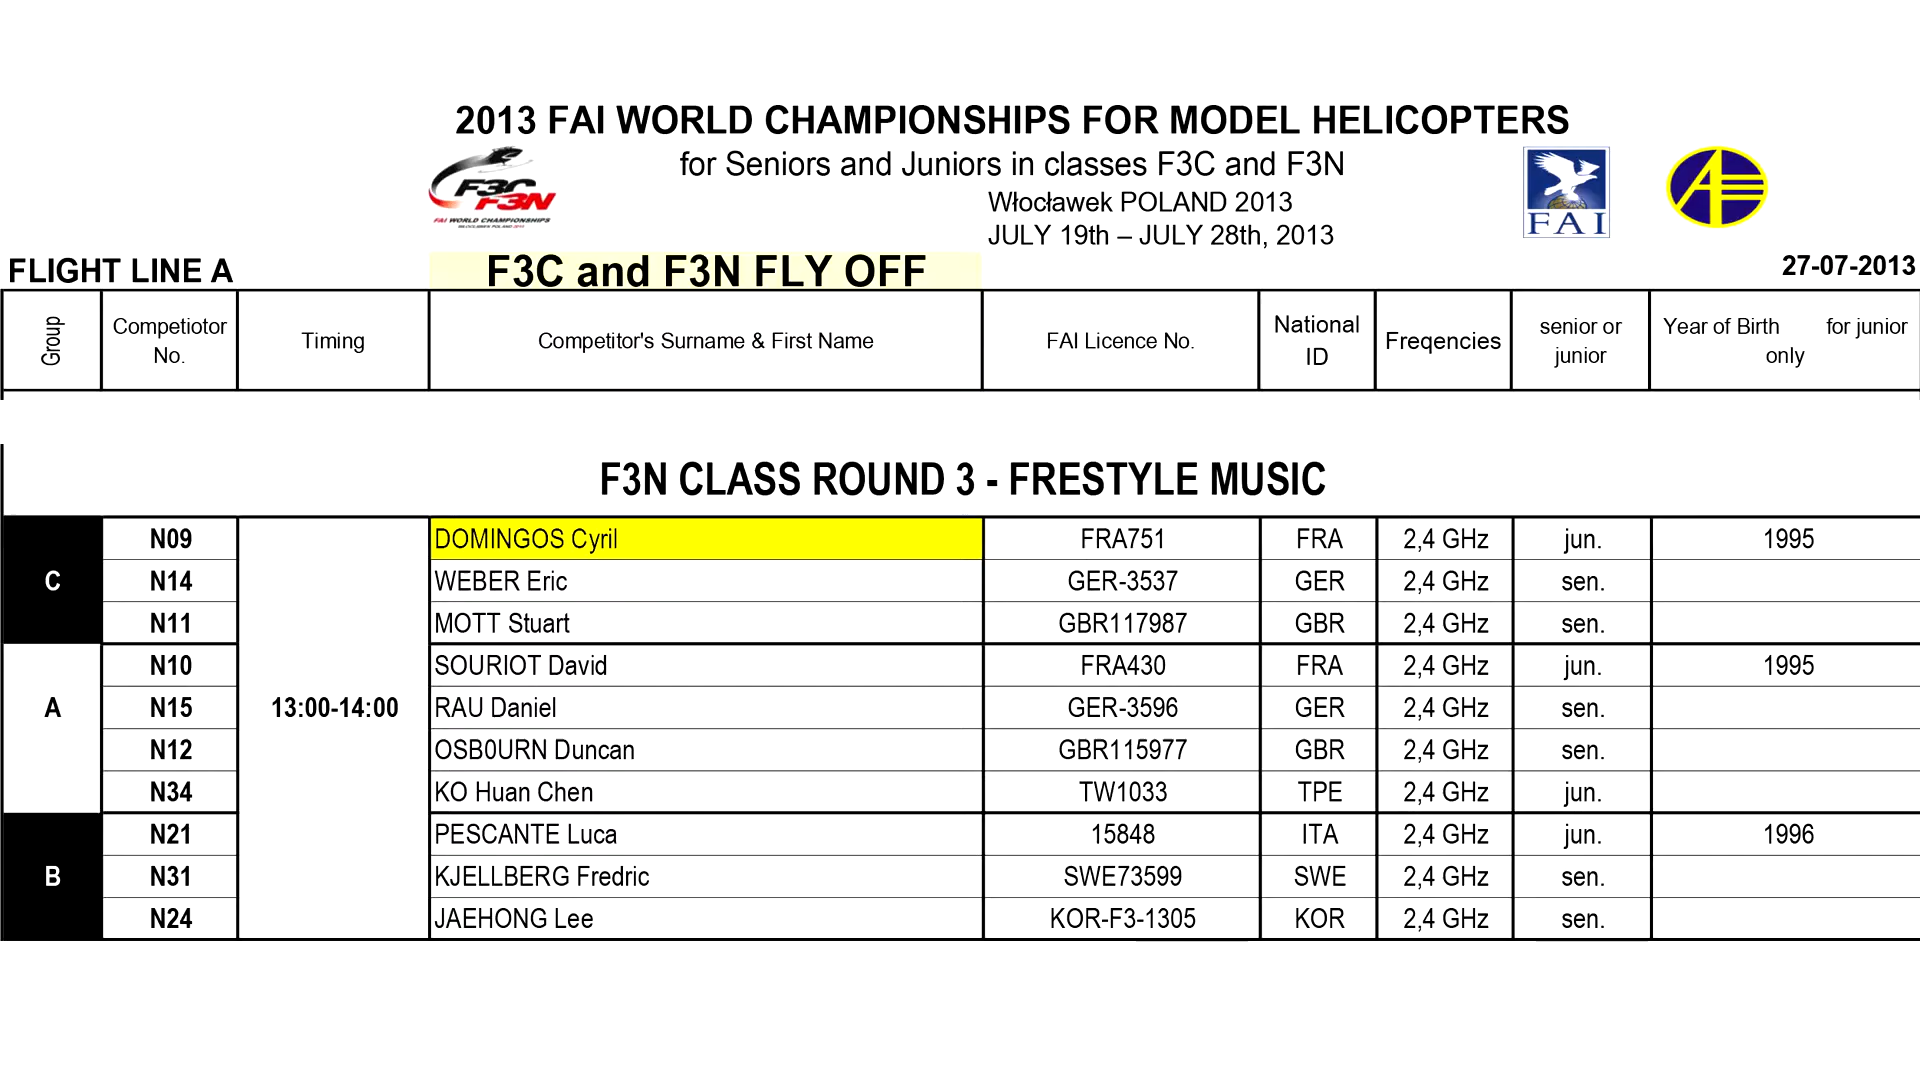 2013 FAI WORLD CHAMPIONSHIPS FOR MODEL HELICOPTERS
for Seniors and Juniors in classes F3C and F3N
Włocławek POLAND 2013
JULY 19th – JULY 28th, 2013
F3C
F3N
FAI WORLD CHAMPIONSHIPS
WŁOCŁAWEK POLAND 2013
FAI
FLIGHT LINE A F3C and F3N FLY OFF 27-07-2013
Group Competiotor No. Timing Competitor's Surname & First Name FAI Licence No. National ID Freqencies senior or junior Year of Birth for junior only
F3N CLASS ROUND 3 - FRESTYLE MUSIC
N09 DOMINGOS Cyril FRA751 FRA 2,4 GHz jun. 1995
C N14 WEBER Eric GER-3537 GER 2,4 GHz sen.
N11 MOTT Stuart GBR117987 GBR 2,4 GHz sen.
N10 SOURIOT David FRA430 FRA 2,4 GHz jun. 1995
A N15 13:00-14:00 RAU Daniel GER-3596 GER 2,4 GHz sen.
N12 OSB0URN Duncan GBR115977 GBR 2,4 GHz sen.
N34 KO Huan Chen TW1033 TPE 2,4 GHz jun.
N21 PESCANTE Luca 15848 ITA 2,4 GHz jun. 1996
B N31 KJELLBERG Fredric SWE73599 SWE 2,4 GHz sen.
N24 JAEHONG Lee KOR-F3-1305 KOR 2,4 GHz sen.